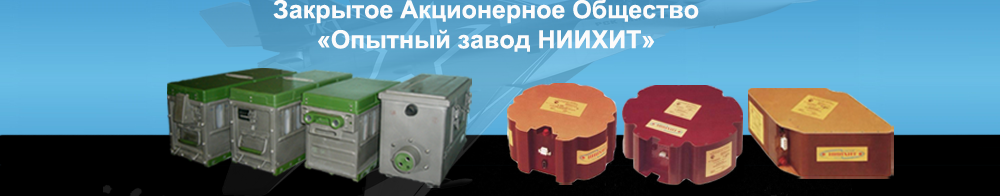 Закрытое Акционерное Общество
«Опытный завод НИИХИТ»